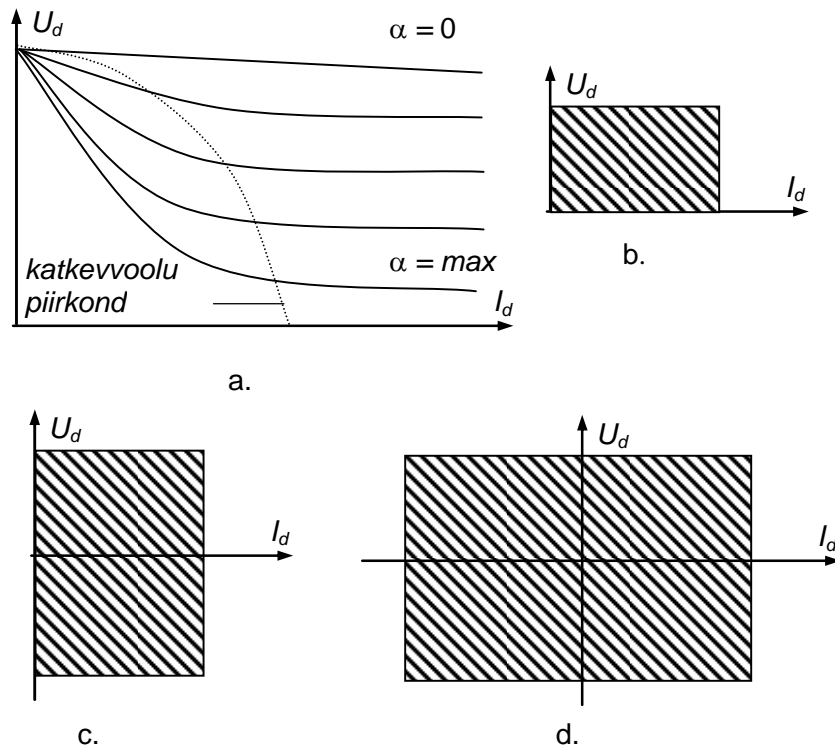 U_d
α = 0
katkevvoolu
piirkond
α = max
I_d
a.
U_d
I_d
b.
U_d
I_d
c.
U_d
I_d
d.